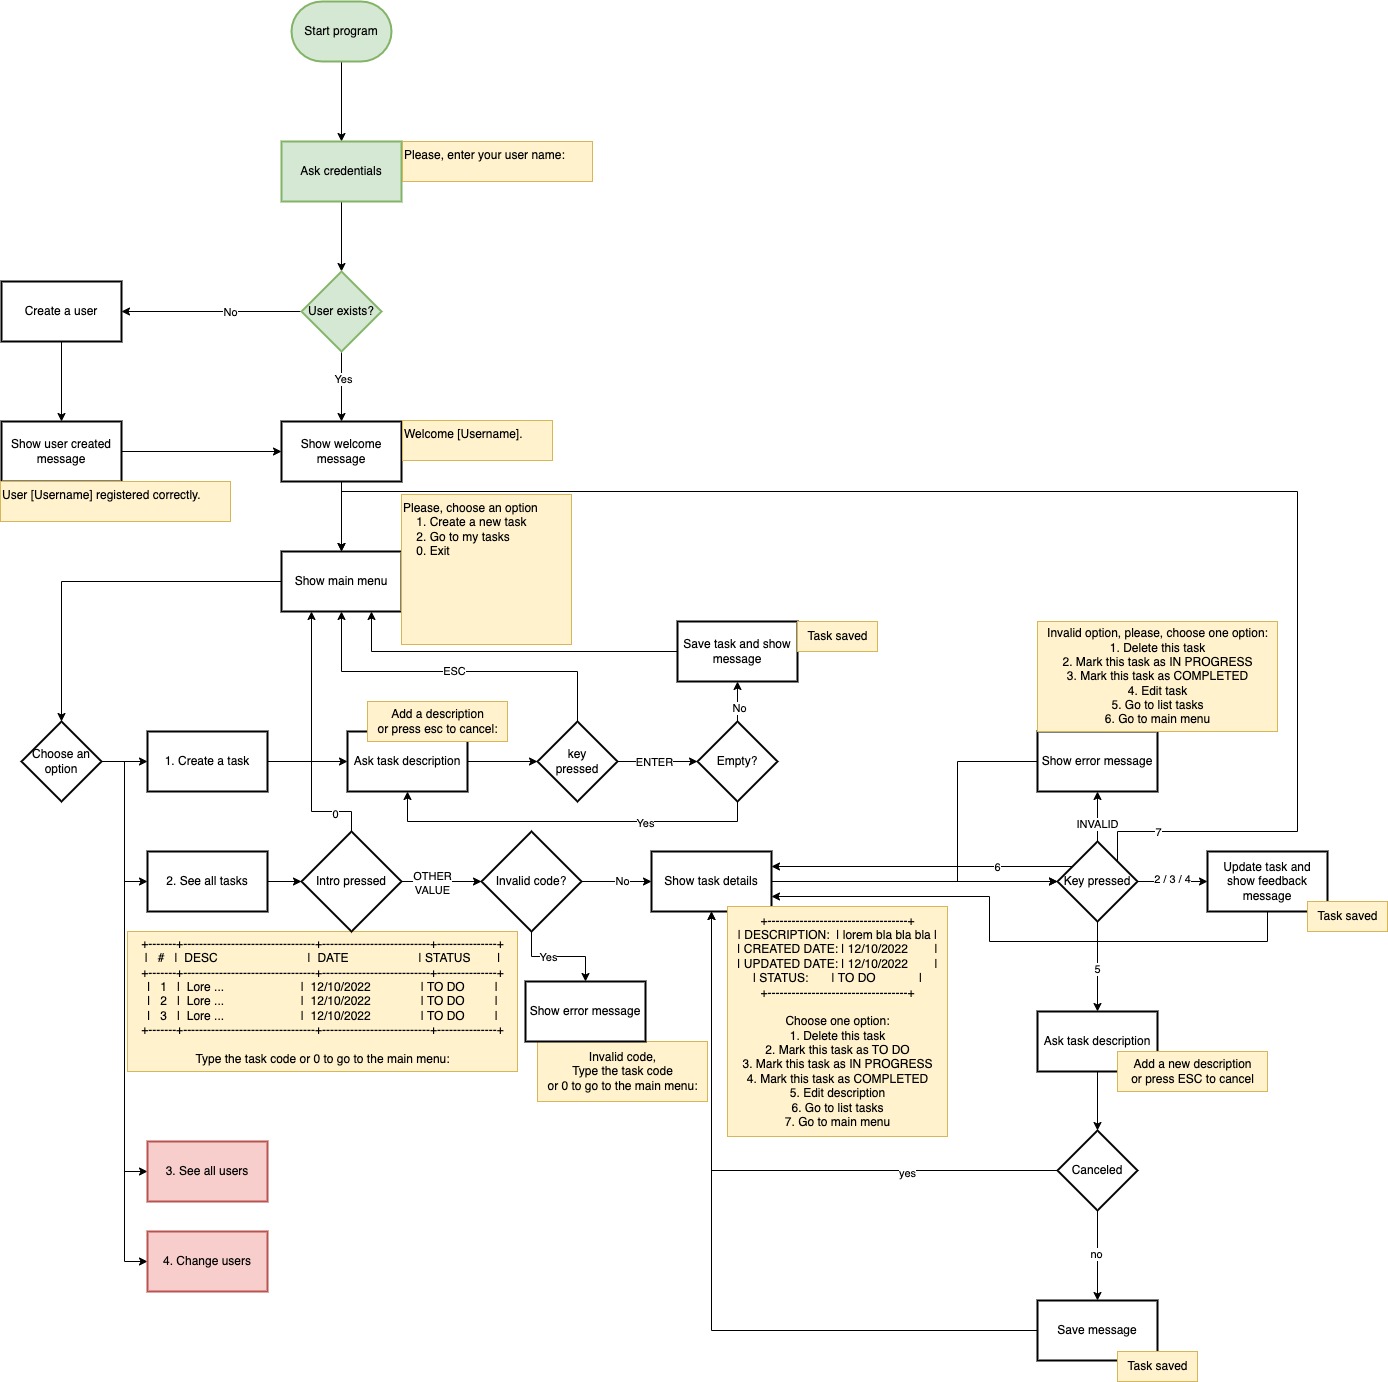 Start program
Ask credentials
Please, enter your user name:
User exists?
No
Create a user
Yes
Show user created
message
User [Username] registered correctly.
Show welcome
message
Welcome [Username].
Please, choose an option
1. Create a new task
2. Go to my tasks
0. Exit
Show main menu
Save task and show
message
Task saved
ESC
No
Add a description
or press esc to cancel:
Choose an
option
1. Create a task
Ask task description
key
pressed
ENTER
Empty?
Yes
0
Invalid option, please, choose one option:
1. Delete this task
2. Mark this task as IN PROGRESS
3. Mark this task as COMPLETED
4. Edit task
5. Go to list tasks
6. Go to main menu
Show error message
INVALID
7
2. See all tasks
Intro pressed
OTHER
VALUE
Invalid code?
No
Show task details
6
Key pressed
2 / 3 / 4
Update task and
show feedback
message
Task saved
+-------+--------------------------------+--------------------------+---------------+
| # | DESC | DATE | STATUS |
+-------+--------------------------------+--------------------------+---------------+
| 1 | Lore ... | 12/10/2022 | TO DO |
| 2 | Lore ... | 12/10/2022 | TO DO |
| 3 | Lore ... | 12/10/2022 | TO DO |
+-------+--------------------------------+--------------------------+---------------+
Type the task code or 0 to go to the main menu:
Yes
Show error message
Invalid code,
Type the task code
or 0 to go to the main menu:
+----------------------------------+
| DESCRIPTION: | lorem bla bla bla |
| CREATED DATE: | 12/10/2022 |
| UPDATED DATE: | 12/10/2022 |
| STATUS: | TO DO |
+----------------------------------+
Choose one option:
1. Delete this task
2. Mark this task as TO DO
3. Mark this task as IN PROGRESS
4. Mark this task as COMPLETED
5. Edit description
6. Go to list tasks
7. Go to main menu
5
Ask task description
Add a new description
or press ESC to cancel
Canceled
yes
no
3. See all users
4. Change users
Save message
Task saved